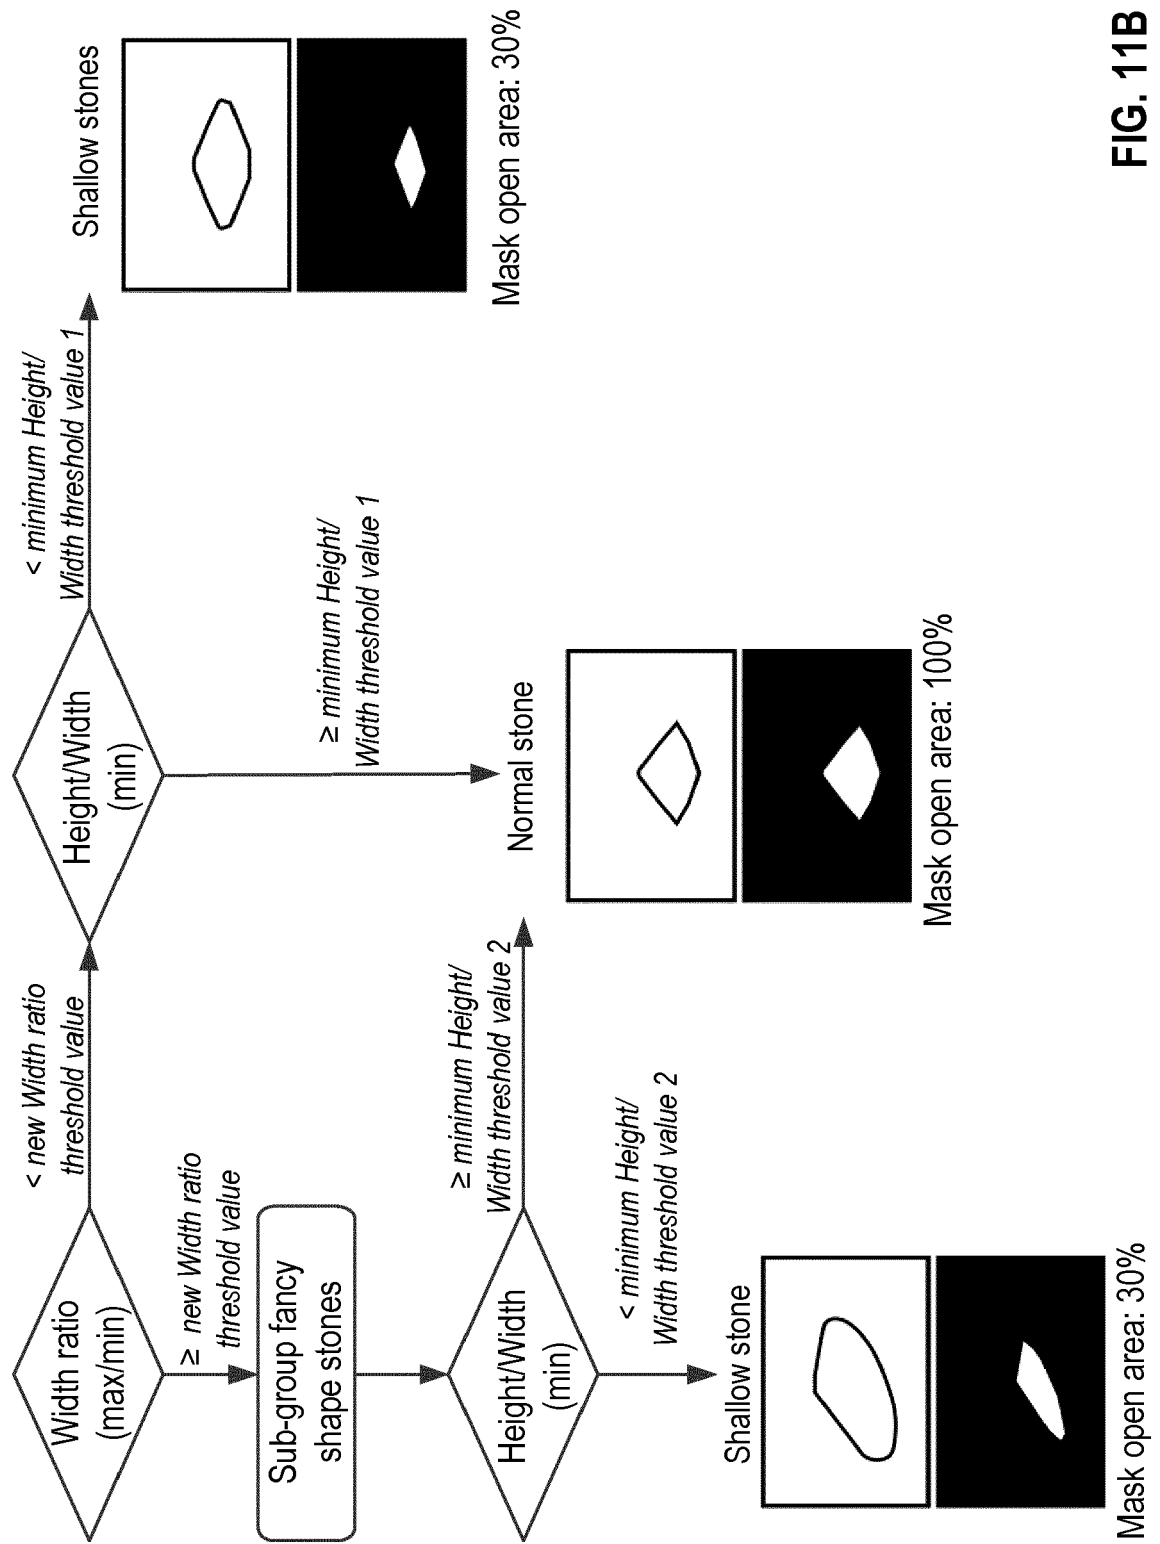 Width ratio
(max/min)
< new Width ratio
threshold value
Height/Width
(min)
< minimum Height/
Width threshold value 1
Shallow stones
Mask open area: 30%
≥ new Width ratio
threshold value
Sub-group fancy
shape stones
≥ minimum Height/
Width threshold value 1
Height/Width
(min)
≥ minimum Height/
Width threshold value 2
Normal stone
Mask open area: 100%
< minimum Height/
Width threshold value 2
Shallow stone
Mask open area: 30%
FIG. 11B